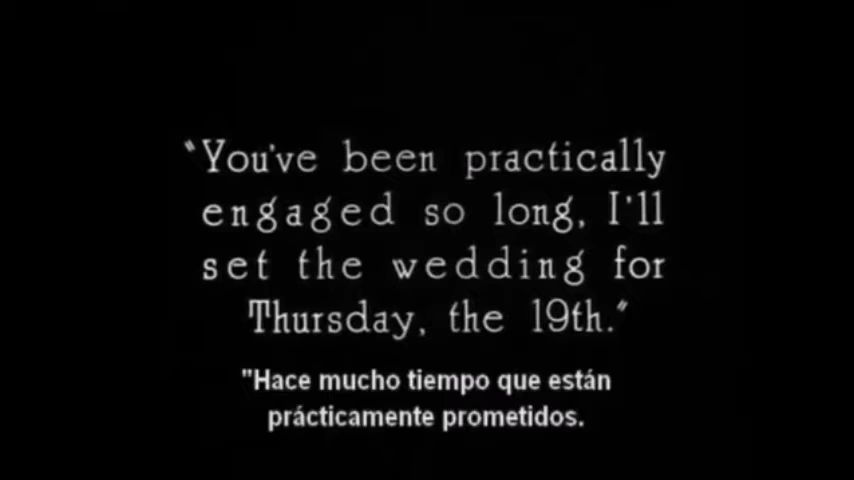 "You've been practically
engaged so long, I'll
set the wedding for
Thursday, the 19th."
"Hace mucho tiempo que están
prácticamente prometidos.